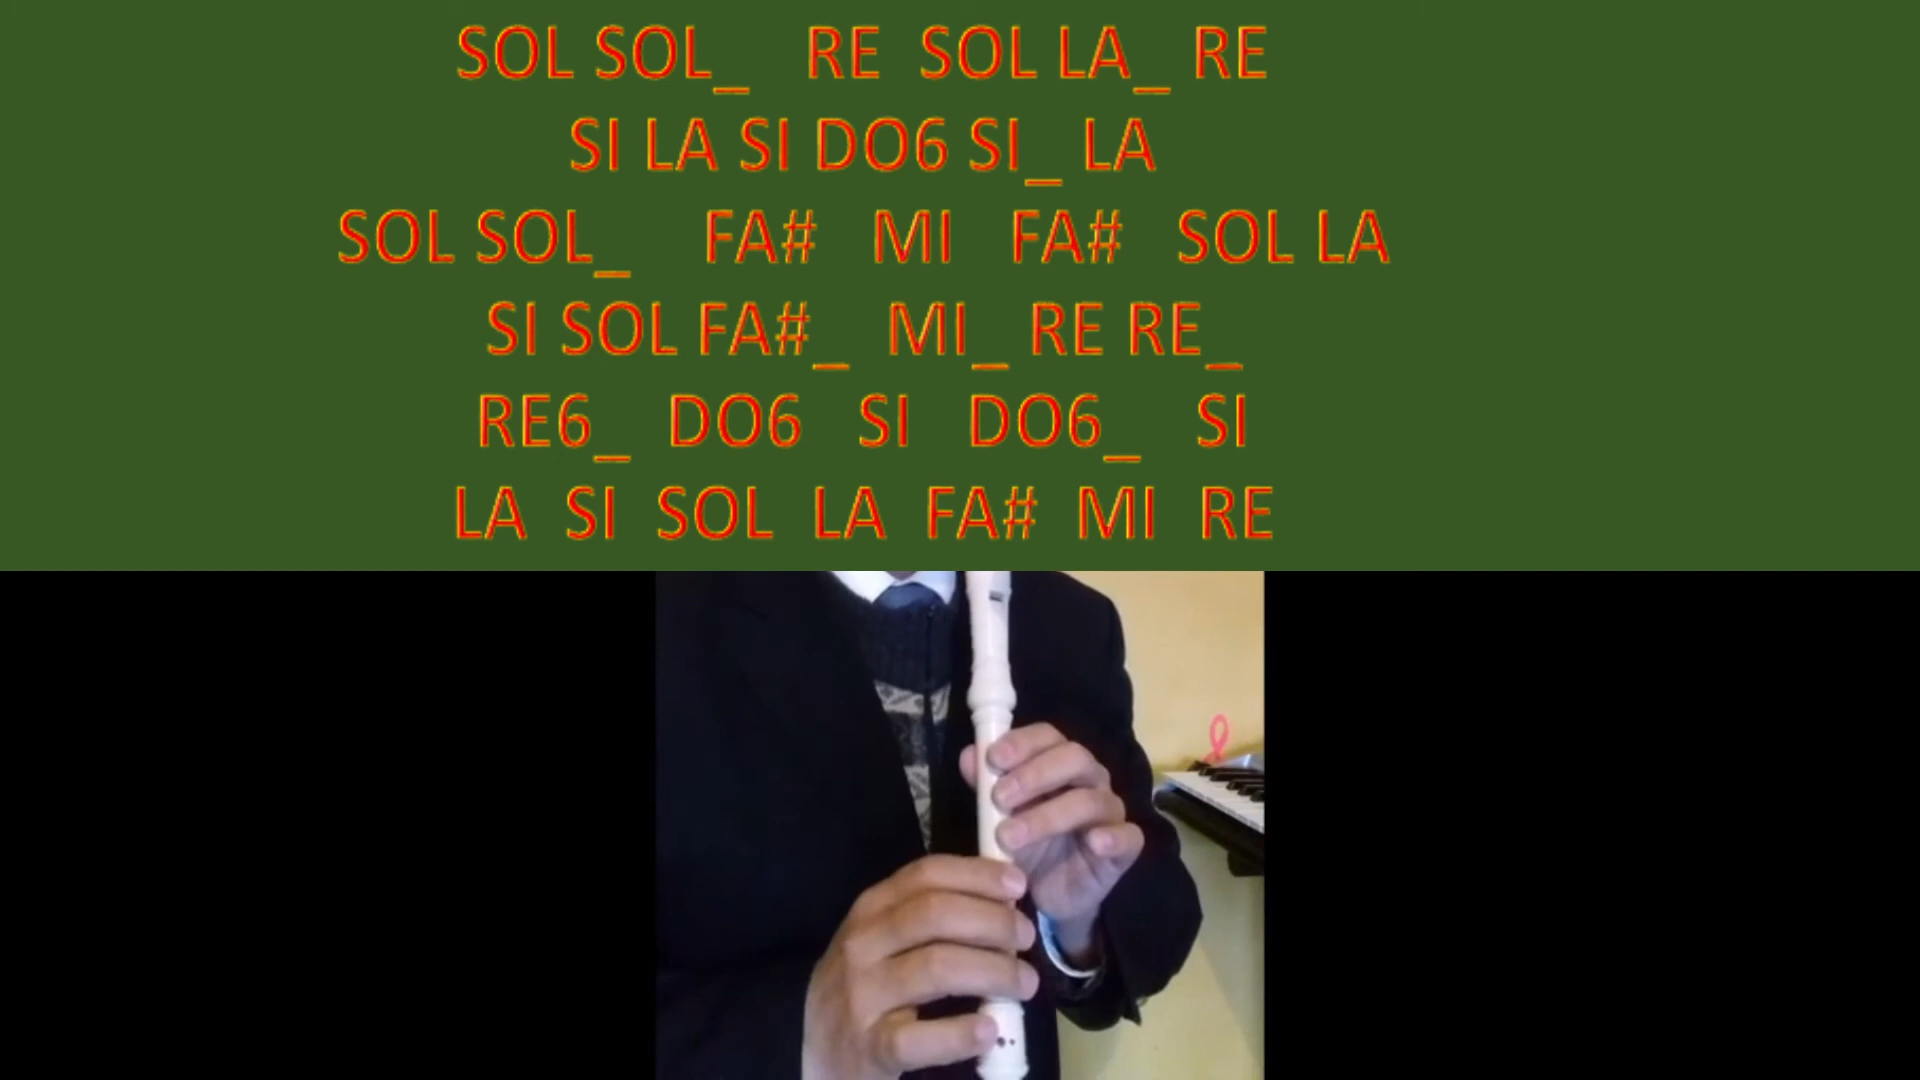 SOL SOL_ RE SOL LA_ RE
SI LA SI DO6 SI_ LA
SOL SOL_ FA# MI FA# SOL LA
SI SOL FA#_ MI_ RE RE_
RE6_ DO6 SI DO6_ SI
LA SI SOL LA FA# MI RE